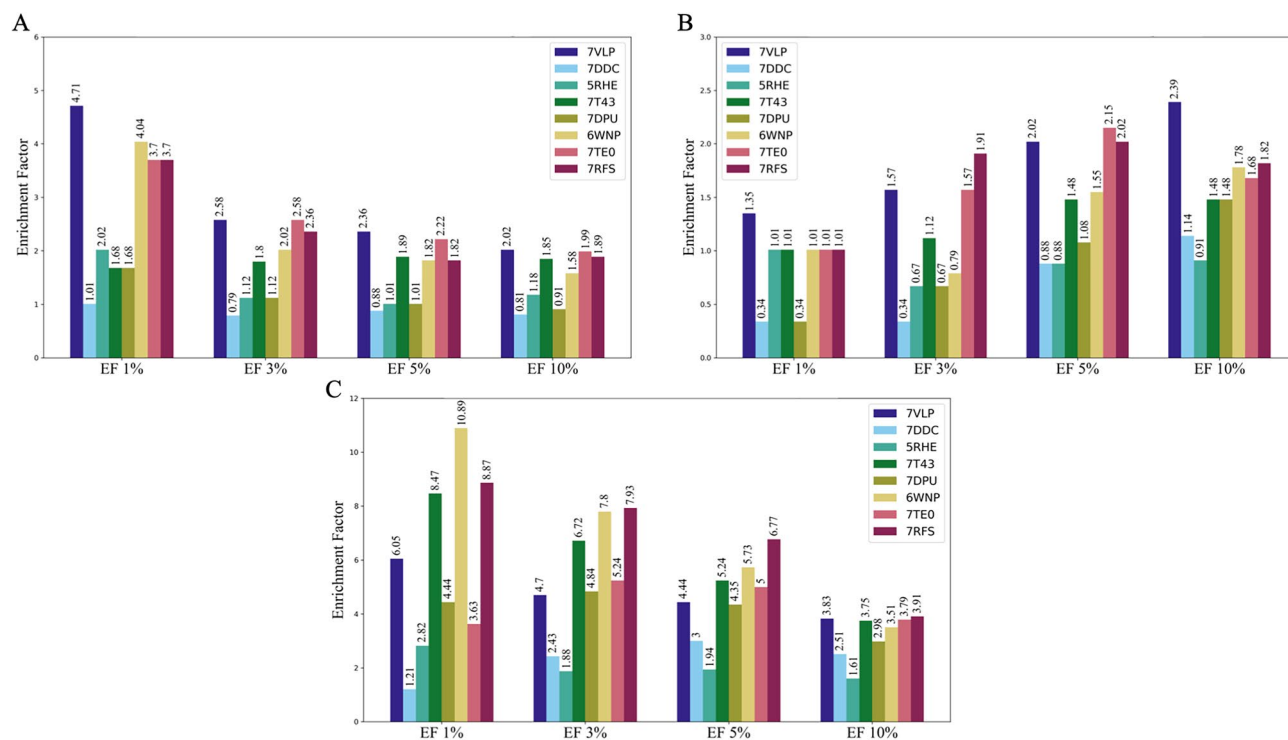 A
Enrichment Factor
6
5
4
3
2
1
0
4.71
1.01
2.02
1.68
1.68
4.04
3.7
3.7
2.58
0.79
1.12
1.8
1.12
2.02
2.58
2.36
2.36
0.88
1.01
1.89
1.01
1.82
2.22
1.82
2.02
0.81
1.18
1.85
0.91
1.58
1.99
1.89
7VLP
7DDC
5RHE
7T43
7DPU
6WNP
7TE0
7RFS
EF 1%
EF 3%
EF 5%
EF 10%
B
Enrichment Factor
3.0
2.5
2.0
1.5
1.0
0.5
0.0
7VLP
7DDC
5RHE
7T43
7DPU
6WNP
7TE0
7RFS
1.35
0.34
1.01
1.01
0.34
1.01
1.01
1.01
1.57
0.34
0.67
1.12
0.67
0.79
1.57
1.91
2.02
0.88
0.88
1.48
1.08
1.55
2.15
2.02
2.39
1.14
0.91
1.48
1.48
1.78
1.68
1.82
EF 1%
EF 3%
EF 5%
EF 10%
C
Enrichment Factor
12
10
8
6
4
2
0
6.05
1.21
2.82
8.47
4.44
10.89
3.63
8.87
4.7
2.43
1.88
6.72
4.84
7.8
5.24
7.93
4.44
3
1.94
5.24
4.35
5.73
5
6.77
3.83
2.51
1.61
3.75
2.98
3.51
3.79
3.91
7VLP
7DDC
5RHE
7T43
7DPU
6WNP
7TE0
7RFS
EF 1%
EF 3%
EF 5%
EF 10%